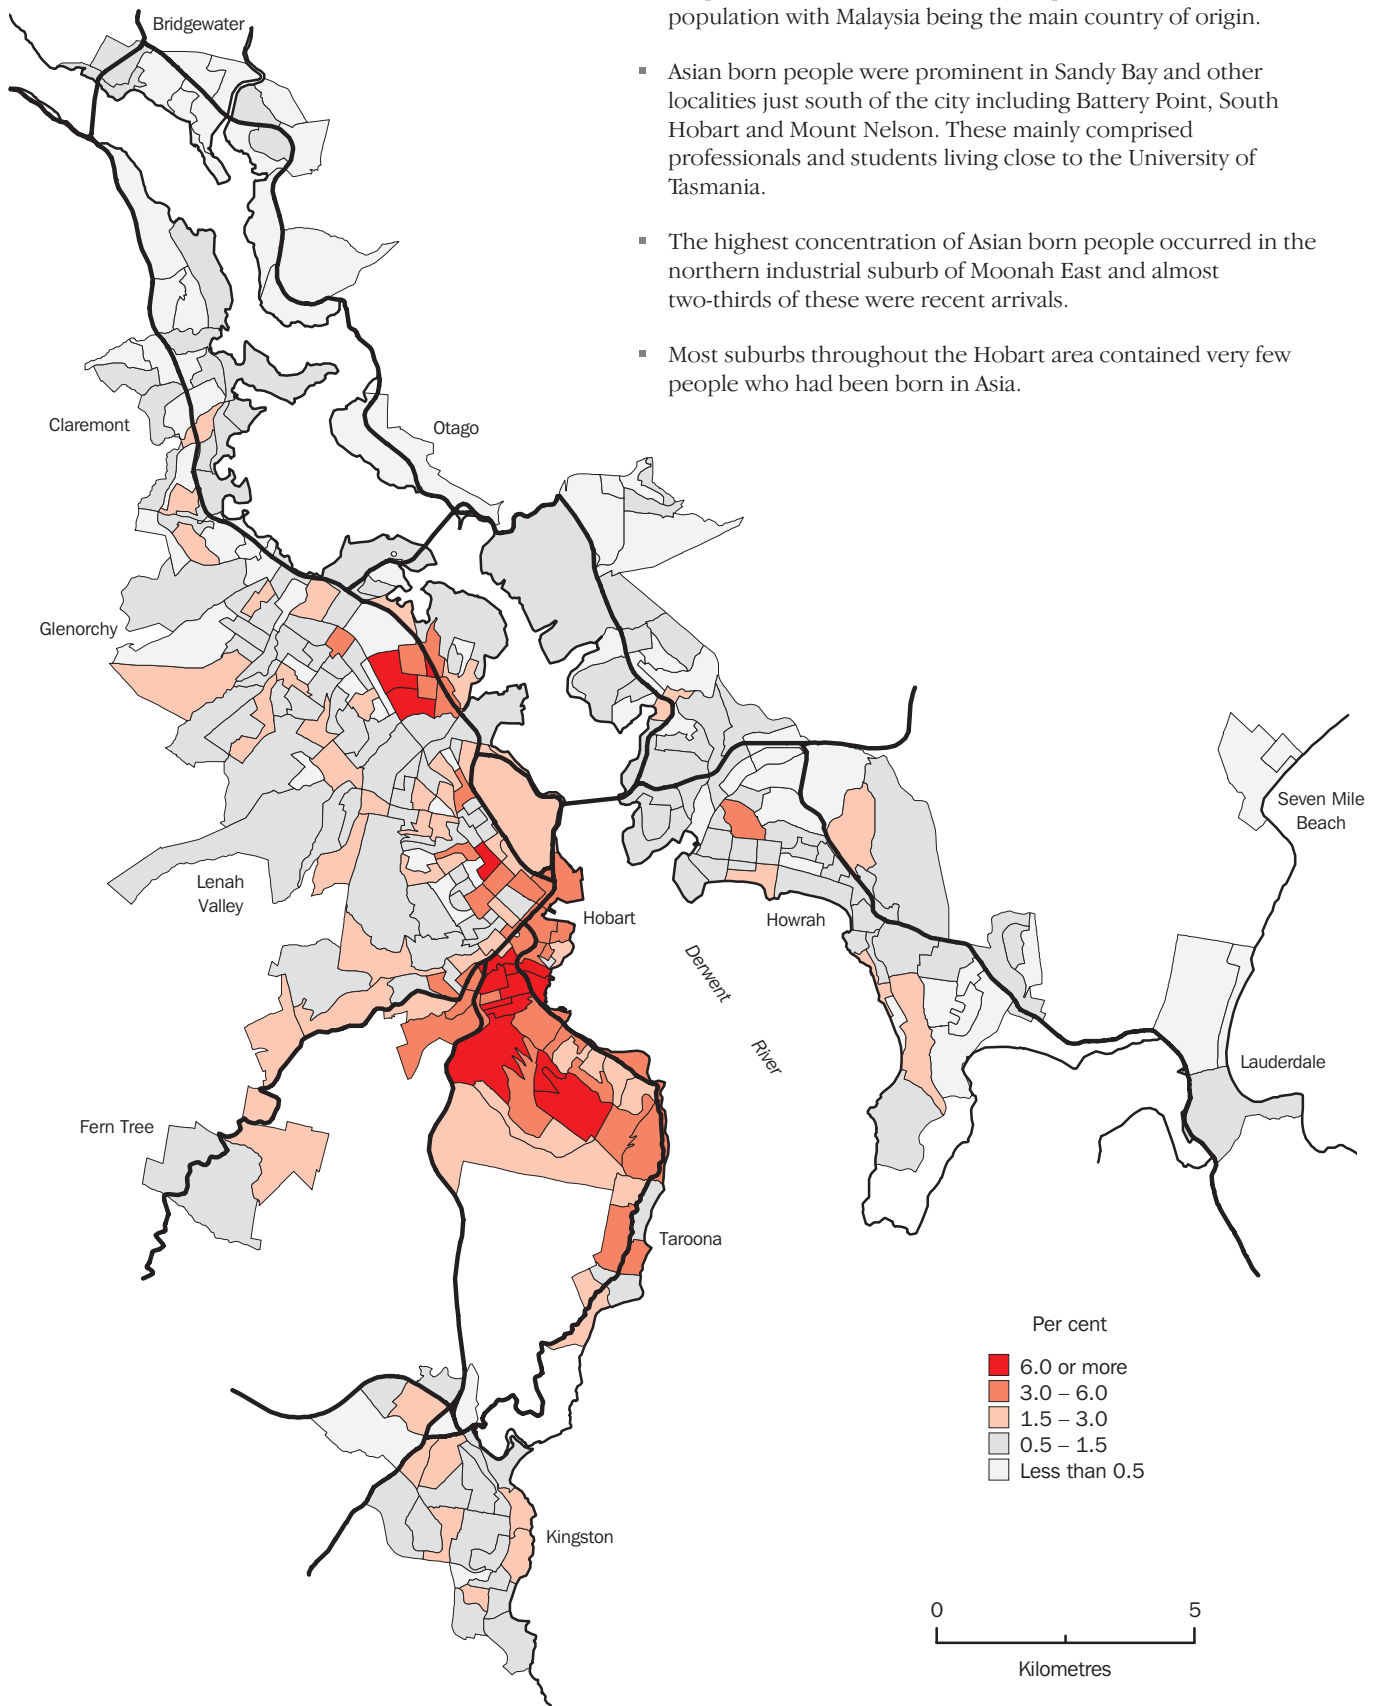 population with Malaysia being the main country of origin.
Asian born people were prominent in Sandy Bay and other
localities just south of the city including Battery Point, South
Hobart and Mount Nelson. These mainly comprised
professionals and students living close to the University of
Tasmania.
The highest concentration of Asian born people occurred in the
northern industrial suburb of Moonah East and almost
two-thirds of these were recent arrivals.
Most suburbs throughout the Hobart area contained very few
people who had been born in Asia.
Bridgewater
Claremont
Otago
Glenorchy
Seven Mile
Beach
Lenah
Valley
Hobart
Howrah
Derwent
River
Lauderdale
Fern Tree
Taroona
Kingston
Per cent
6.0 or more
3.0 – 6.0
1.5 – 3.0
0.5 – 1.5
Less than 0.5
0 5
Kilometres